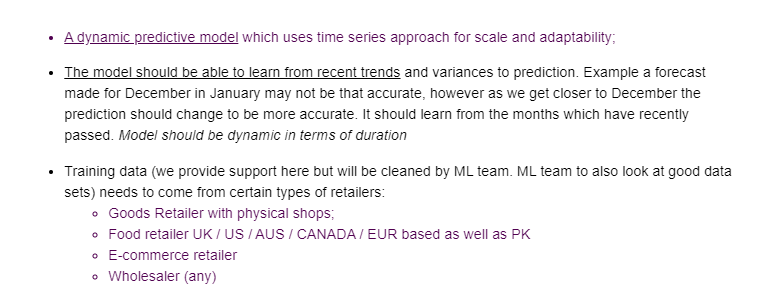 • A dynamic predictive model which uses time series approach for scale and adaptability;
• The model should be able to learn from recent trends and variances to prediction. Example a forecast
made for December in January may not be that accurate, however as we get closer to December the
prediction should change to be more accurate. It should learn from the months which have recently
passed. Model should be dynamic in terms of duration
• Training data (we provide support here but will be cleaned by ML team. ML team to also look at good data
sets) needs to come from certain types of retailers:
◦ Goods Retailer with physical shops;
◦ Food retailer UK / US / AUS / CANADA / EUR based as well as PK
◦ E-commerce retailer
◦ Wholesaler (any)